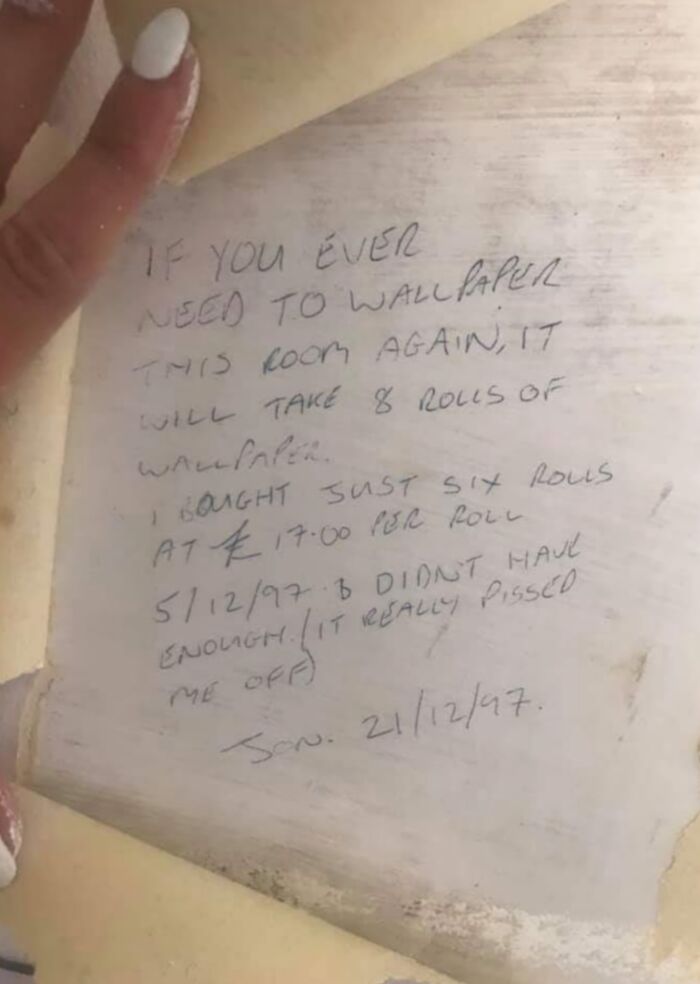 IF YOU EVER
NEED TO WALLPAPER
THIS ROOM AGAIN, IT
WILL TAKE 8 ROLLS OF
WALLPAPER.
I BOUGHT JUST SIX ROLLS
AT £17.00 PER ROLL
5/12/97 & DIDN'T HAVE
ENOUGH. (IT REALLY PISSED
ME OFF)
JON. 21/12/97.